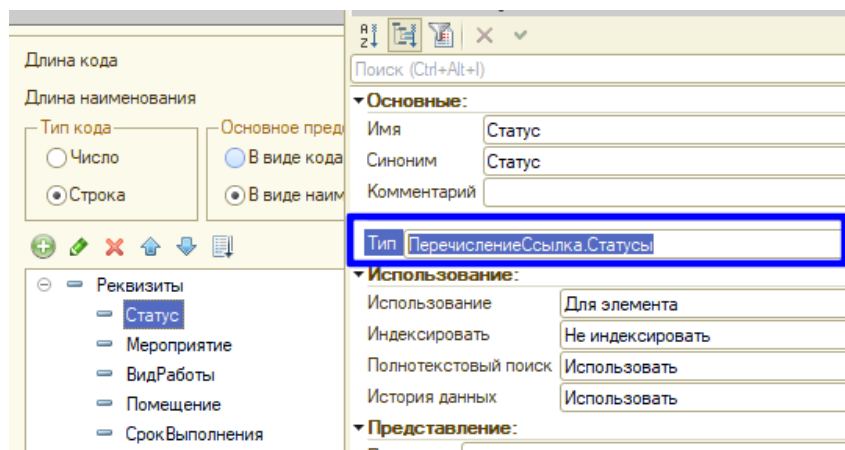 Длина кода
Длина наименования
Тип кода
Основное пред
Число
В виде кода
Строка
В виде наим
Реквизиты
Статус
Мероприятие
ВидРаботы
Помещение
СрокВыполнения
Поиск (Ctrl+Alt+I)
Основные:
Имя Статус
Синоним Статус
Комментарий
Тип ПеречислениеСсылка.Статусы
Использование:
Использование Для элемента
Индексировать Не индексировать
Полнотекстовый поиск Использовать
История данных Использовать
Представление: